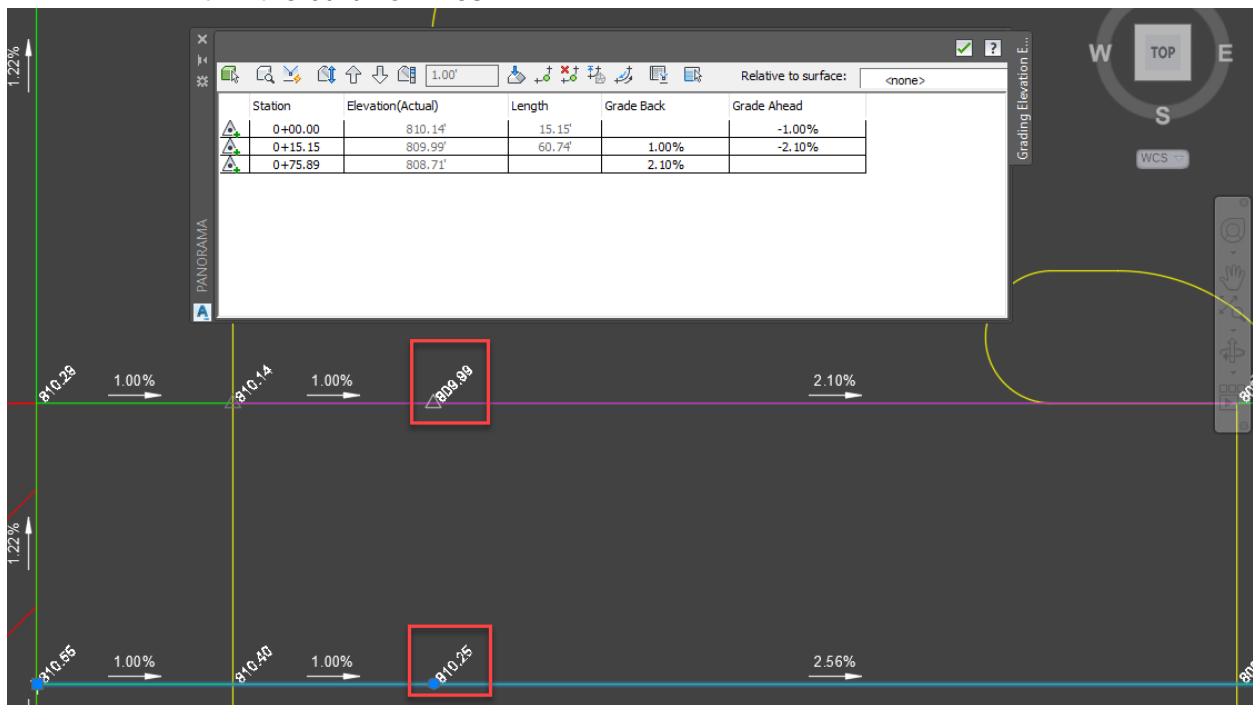 1.00' Relative to surface: <none>
Station Elevation(Actual) Length Grade Back Grade Ahead
0+00.00 810.14' 15.15' -1.00%
0+15.15 809.99' 60.74' 1.00% -2.10%
0+75.89 808.71' 2.10%
PANORAMA
Grading Elevation E...
W TOP E
S
WCS
1.22%
810.29 1.00% 810.14 1.00% 809.99 2.10%
1.22%
810.55 1.00% 810.40 1.00% 810.25 2.56%